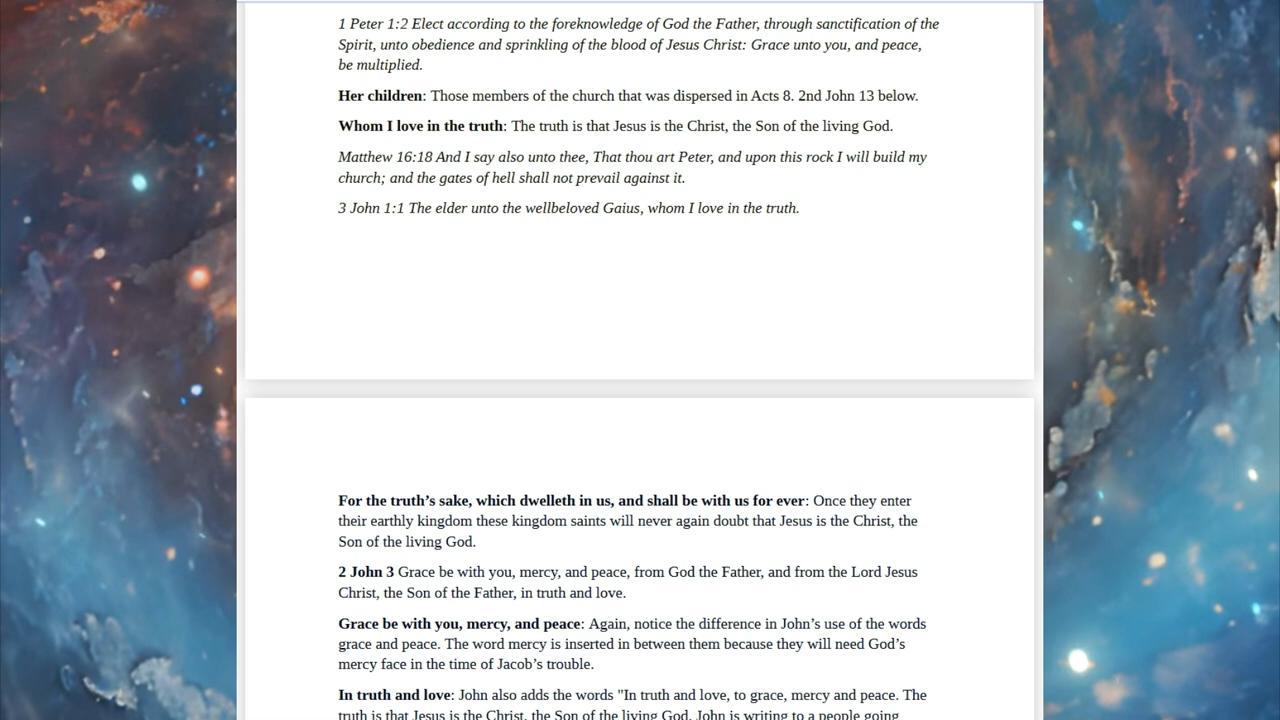 1 Peter 1:2 Elect according to the foreknowledge of God the Father, through sanctification of the
Spirit, unto obedience and sprinkling of the blood of Jesus Christ: Grace unto you, and peace,
be multiplied.
Her children: Those members of the church that was dispersed in Acts 8. 2nd John 13 below.
Whom I love in the truth: The truth is that Jesus is the Christ, the Son of the living God.
Matthew 16:18 And I say also unto thee, That thou art Peter, and upon this rock I will build my
church; and the gates of hell shall not prevail against it.
3 John 1:1 The elder unto the wellbeloved Gaius, whom I love in the truth.
For the truth’s sake, which dwelleth in us, and shall be with us for ever: Once they enter
their earthly kingdom these kingdom saints will never again doubt that Jesus is the Christ, the
Son of the living God.
2 John 3 Grace be with you, mercy, and peace, from God the Father, and from the Lord Jesus
Christ, the Son of the Father, in truth and love.
Grace be with you, mercy, and peace: Again, notice the difference in John’s use of the words
grace and peace. The word mercy is inserted in between them because they will need God’s
mercy face in the time of Jacob’s trouble.
In truth and love: John also adds the words "In truth and love, to grace, mercy and peace. The
truth is that Jesus is the Christ, the Son of the living God. John is writing to a people going